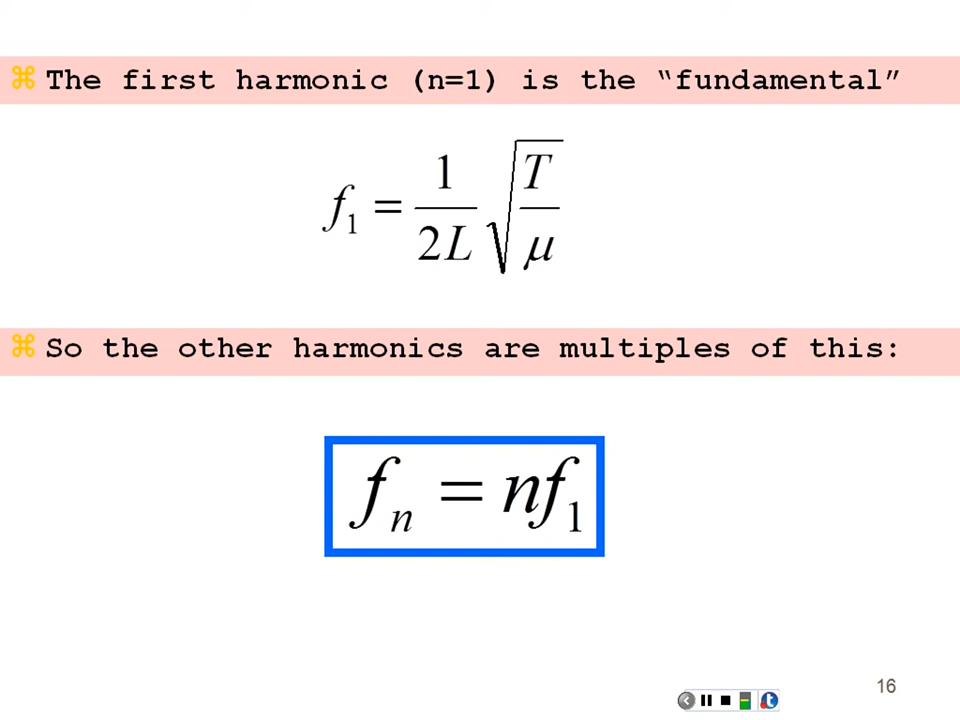 ⌘ The first harmonic (n=1) is the “fundamental”
f₁ = 1/2L √(T/μ)
⌘ So the other harmonics are multiples of this:
fₙ = nf₁
16